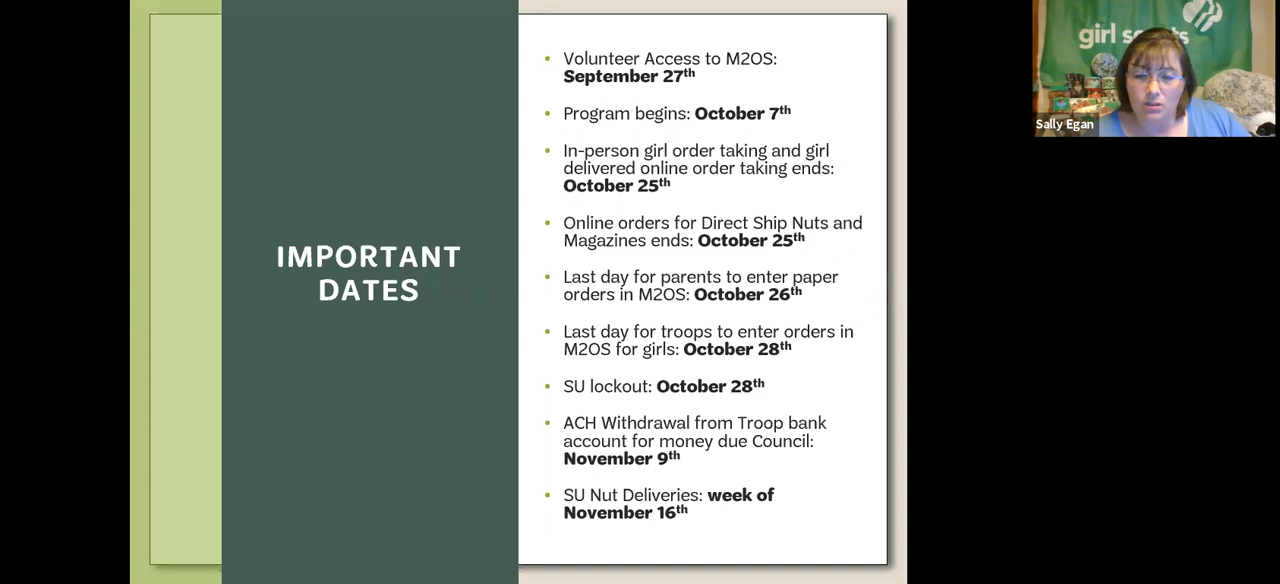 IMPORTANT
DATES
• Volunteer Access to M2OS:
September 27th
• Program begins: October 7th
• In-person girl order taking and girl
delivered online order taking ends:
October 25th
• Online orders for Direct Ship Nuts and
Magazines ends: October 25th
• Last day for parents to enter paper
orders in M2OS: October 26th
• Last day for troops to enter orders in
M2OS for girls: October 28th
• SU lockout: October 28th
• ACH Withdrawal from Troop bank
account for money due Council:
November 9th
• SU Nut Deliveries: week of
November 16th
girl
Sally Egan